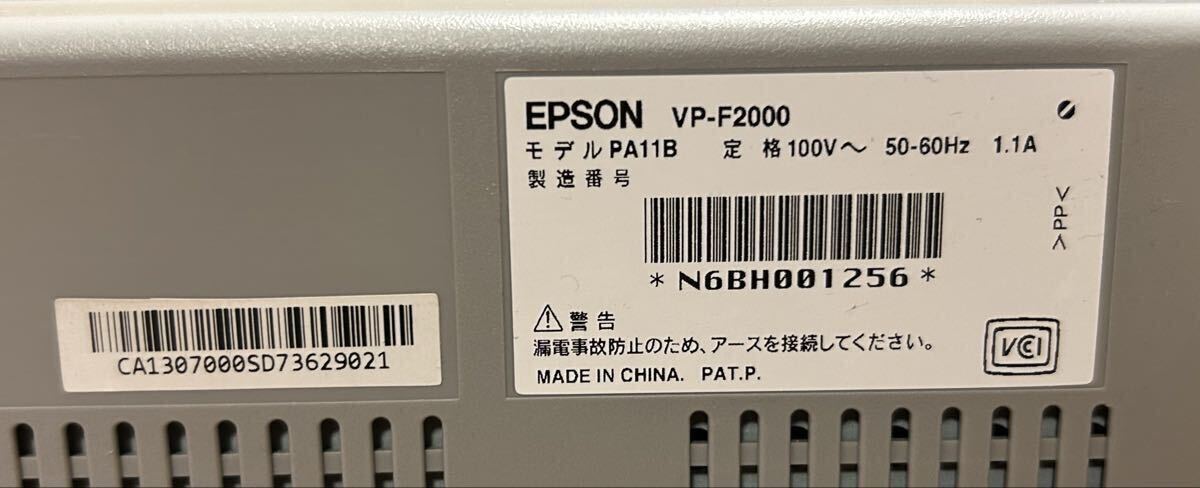 EPSON VP-F2000
モデル PA11B 定格 100V～ 50-60Hz 1.1A
製造番号
*N6BH001256*
>PP<
⚠警告
漏電事故防止のため、アースを接続してください。
MADE IN CHINA. PAT.P.
VCCI
CA1307000SD73629021